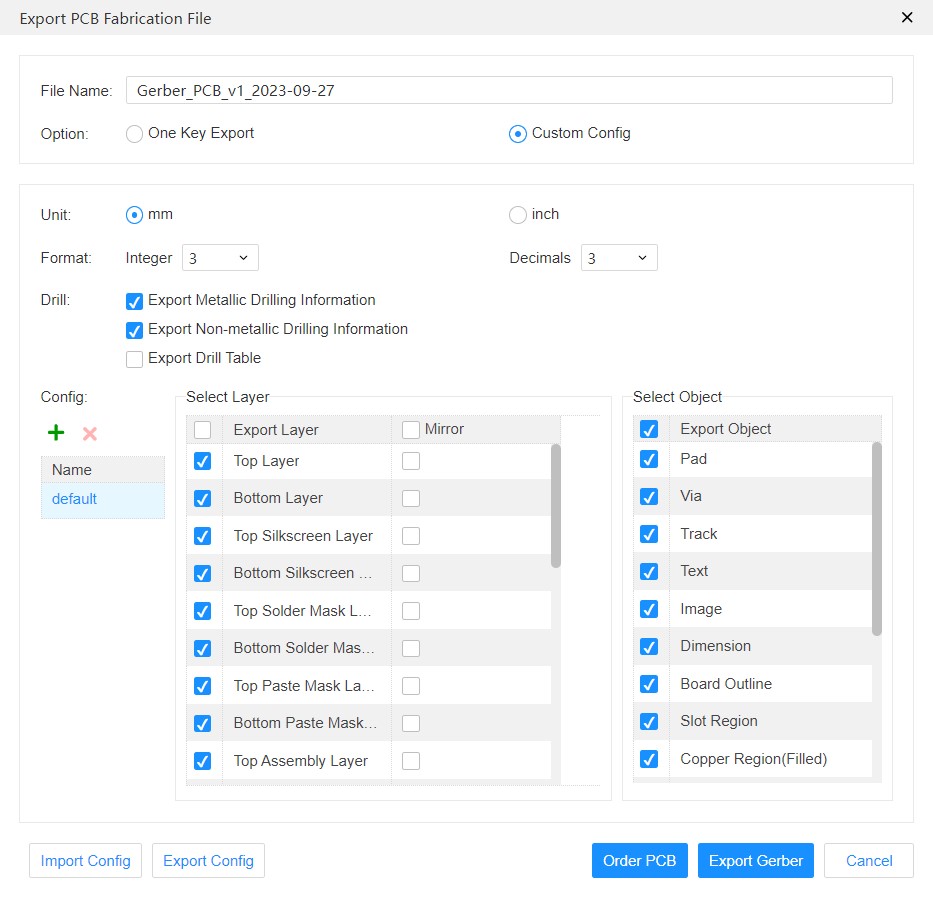 Export PCB Fabrication File
File Name: Gerber_PCB_v1_2023-09-27
Option: One Key Export Custom Config
Unit: mm inch
Format: Integer 3 Decimals 3
Drill: Export Metallic Drilling Information
Export Non-metallic Drilling Information
Export Drill Table
Config:
Name
default
Select Layer
Export Layer Mirror
Top Layer
Bottom Layer
Top Silkscreen Layer
Bottom Silkscreen ...
Top Solder Mask L...
Bottom Solder Mas...
Top Paste Mask La...
Bottom Paste Mask...
Top Assembly Layer
Select Object
Export Object
Pad
Via
Track
Text
Image
Dimension
Board Outline
Slot Region
Copper Region(Filled)
Import Config Export Config Order PCB Export Gerber Cancel